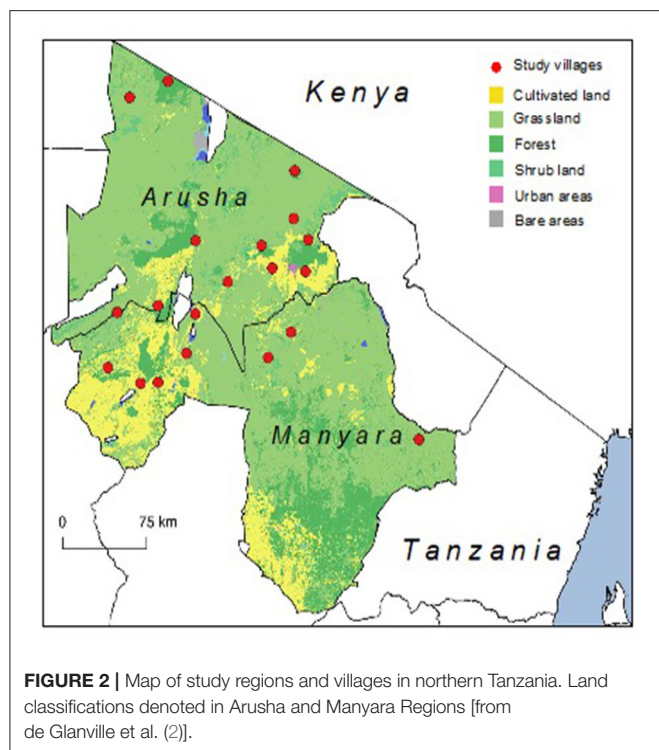 Kenya
Study villages
Cultivated land
Grassland
Forest
Shrub land
Urban areas
Bare areas
Arusha
Manyara
0 75 km
Tanzania
FIGURE 2 | Map of study regions and villages in northern Tanzania. Land
classifications denoted in Arusha and Manyara Regions [from
de Glanville et al. (2)].